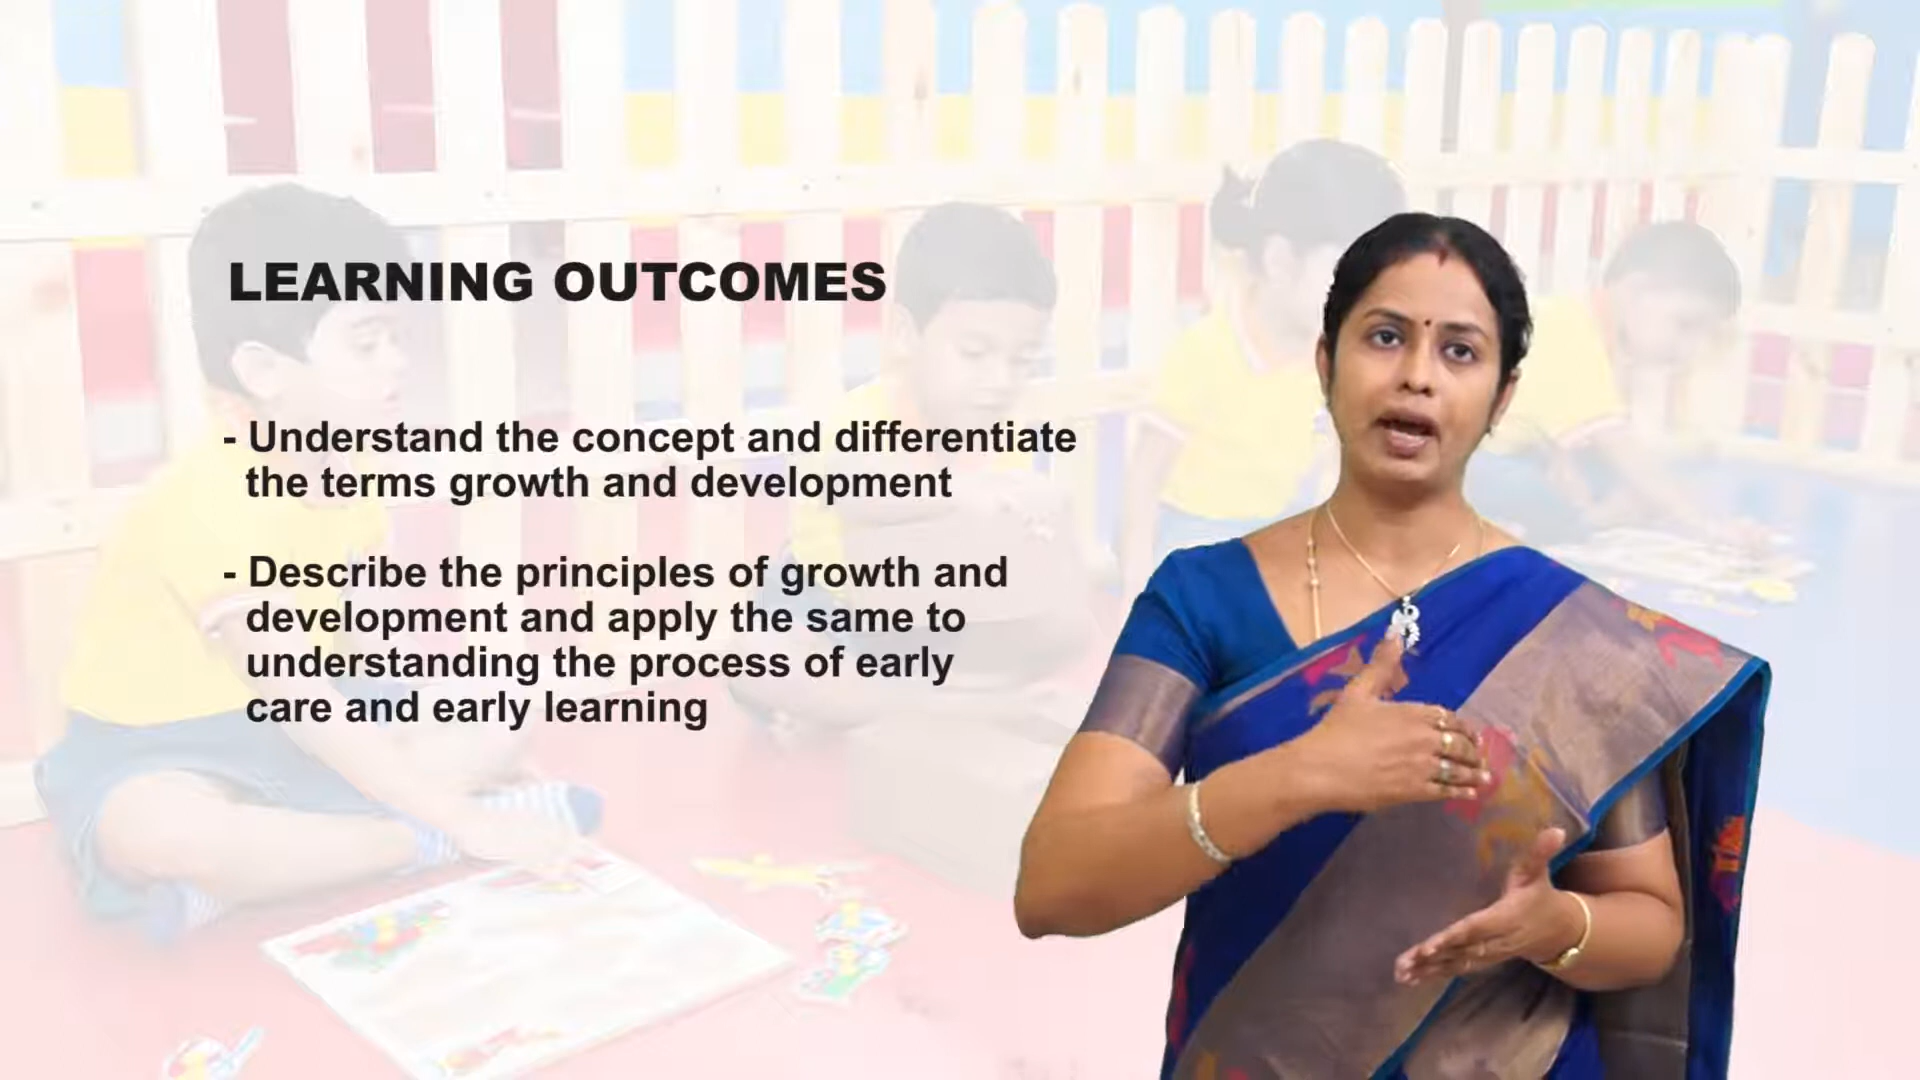 LEARNING OUTCOMES
- Understand the concept and differentiate
the terms growth and development
- Describe the principles of growth and
development and apply the same to
understanding the process of early
care and early learning